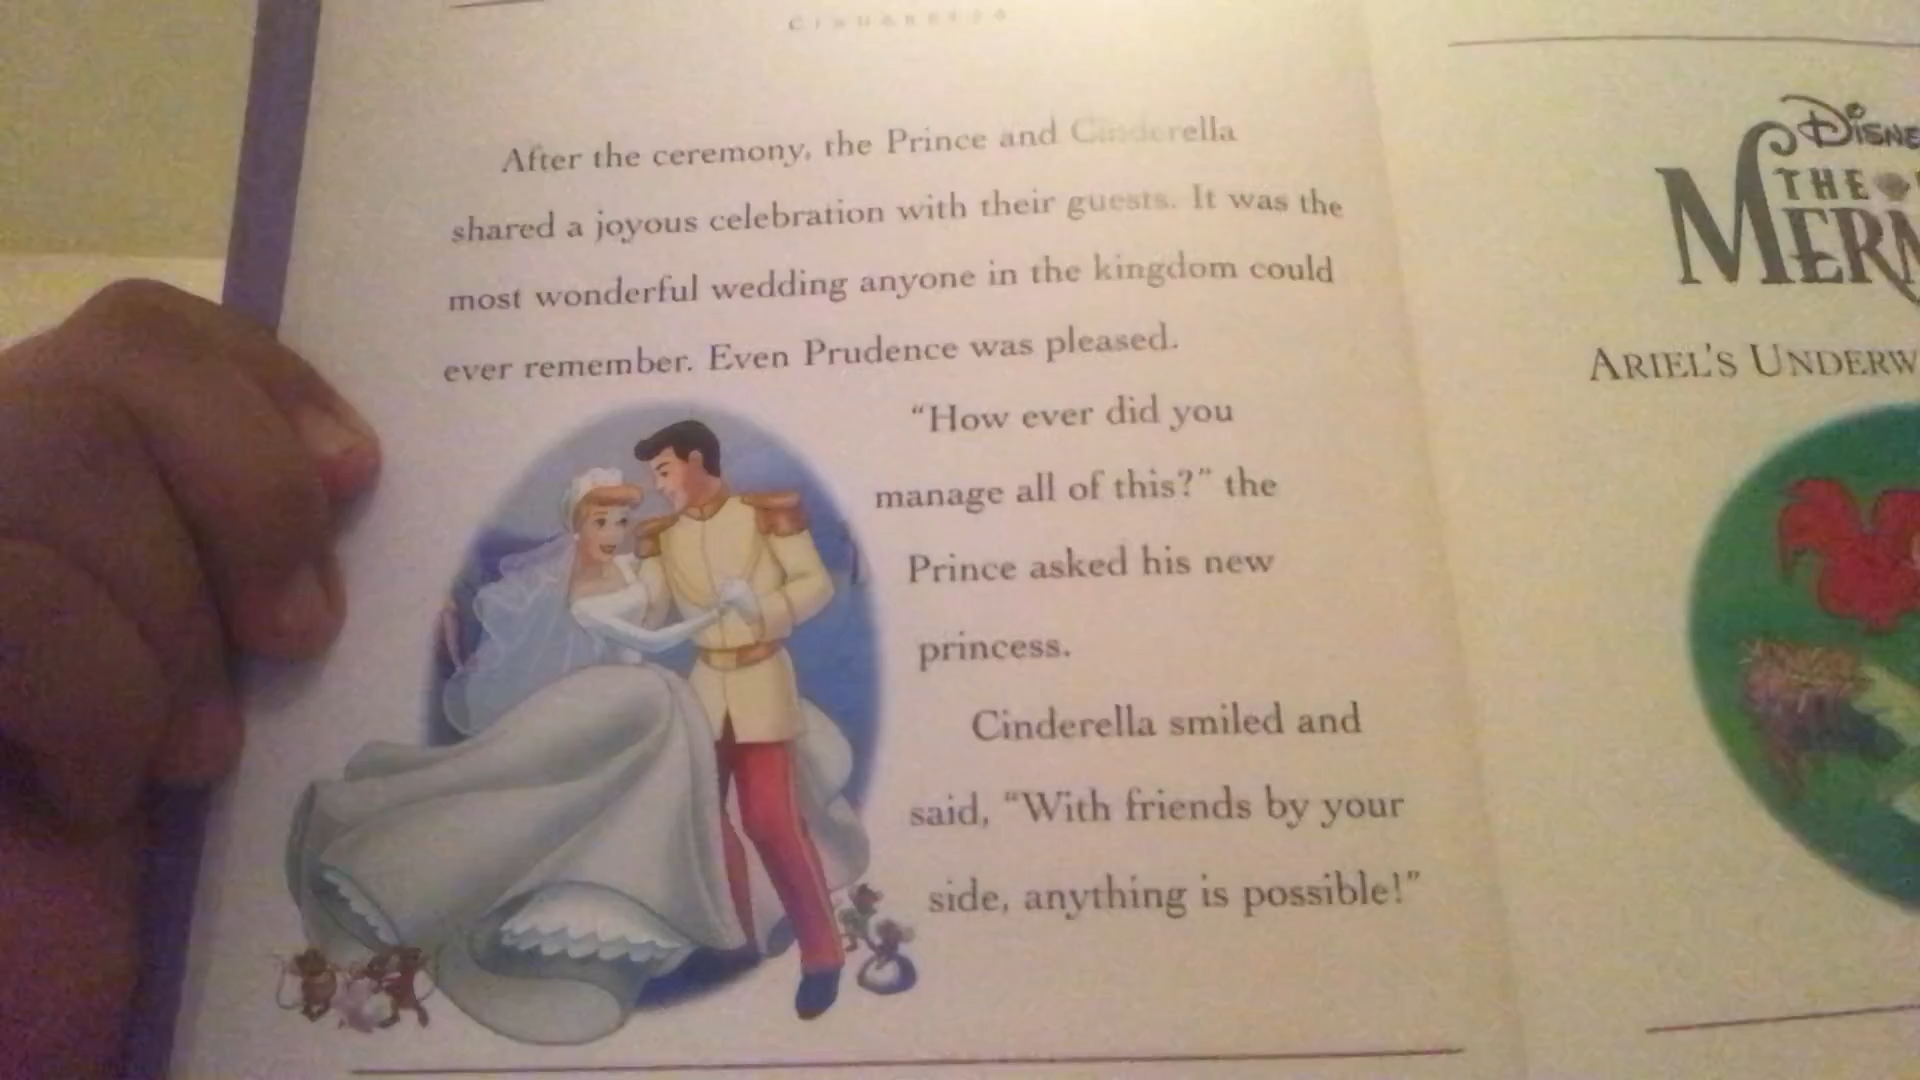 CINDERELLA
After the ceremony, the Prince and Cinderella
shared a joyous celebration with their guests. It was the
most wonderful wedding anyone in the kingdom could
ever remember. Even Prudence was pleased.
“How ever did you
manage all of this?” the
Prince asked his new
princess.
Cinderella smiled and
said, “With friends by your
side, anything is possible!”
DISNE
THE
MERM
ARIEL'S UNDERW